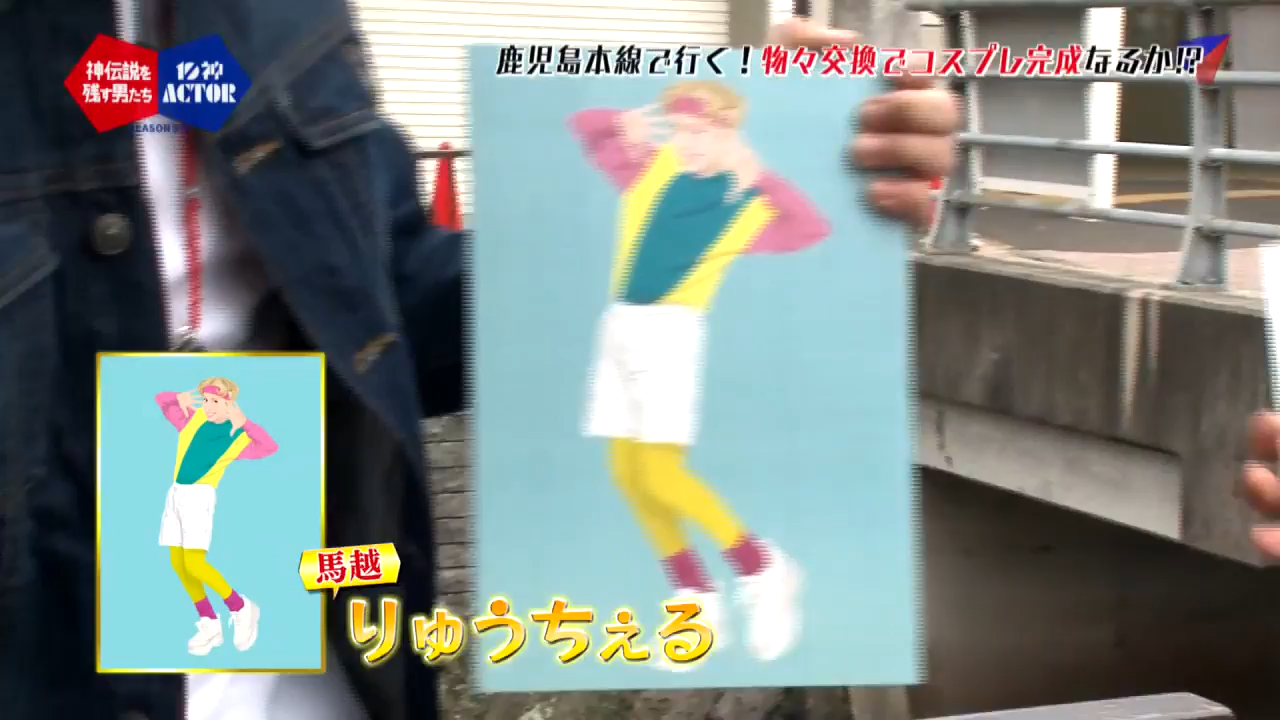 神伝説を
残す男たち
10神
ACTOR
鹿児島本線で行く！物々交換でコスプレ完成なるか!?
馬越
りゅうちぇる